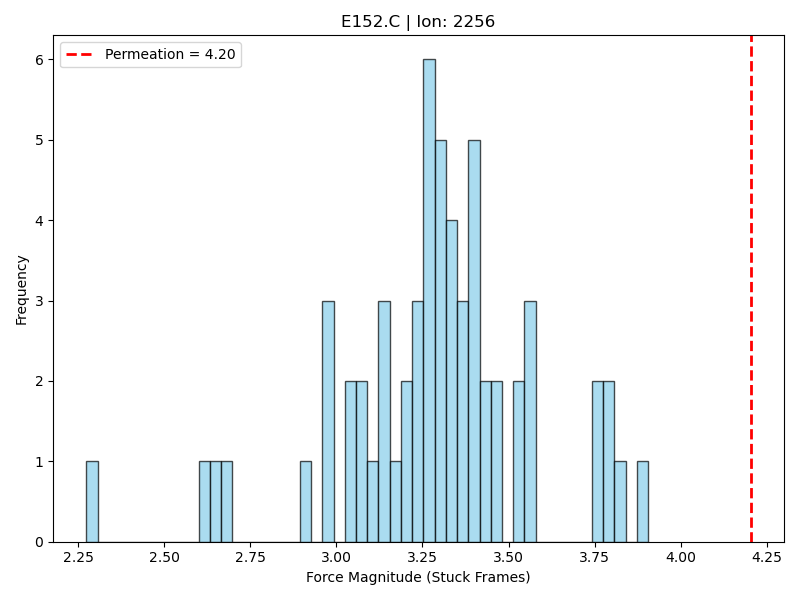 E152.C | Ion: 2256
Permeation = 4.20
Frequency
6
5
4
3
2
1
0
2.25 2.50 2.75 3.00 3.25 3.50 3.75 4.00 4.25
Force Magnitude (Stuck Frames)